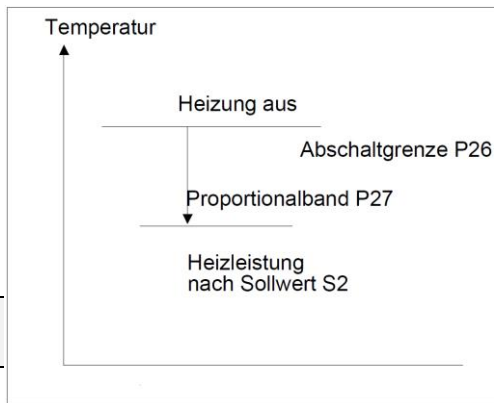 Temperatur
Heizung aus
Abschaltgrenze P26
Proportionalband P27
Heizleistung
nach Sollwert S2